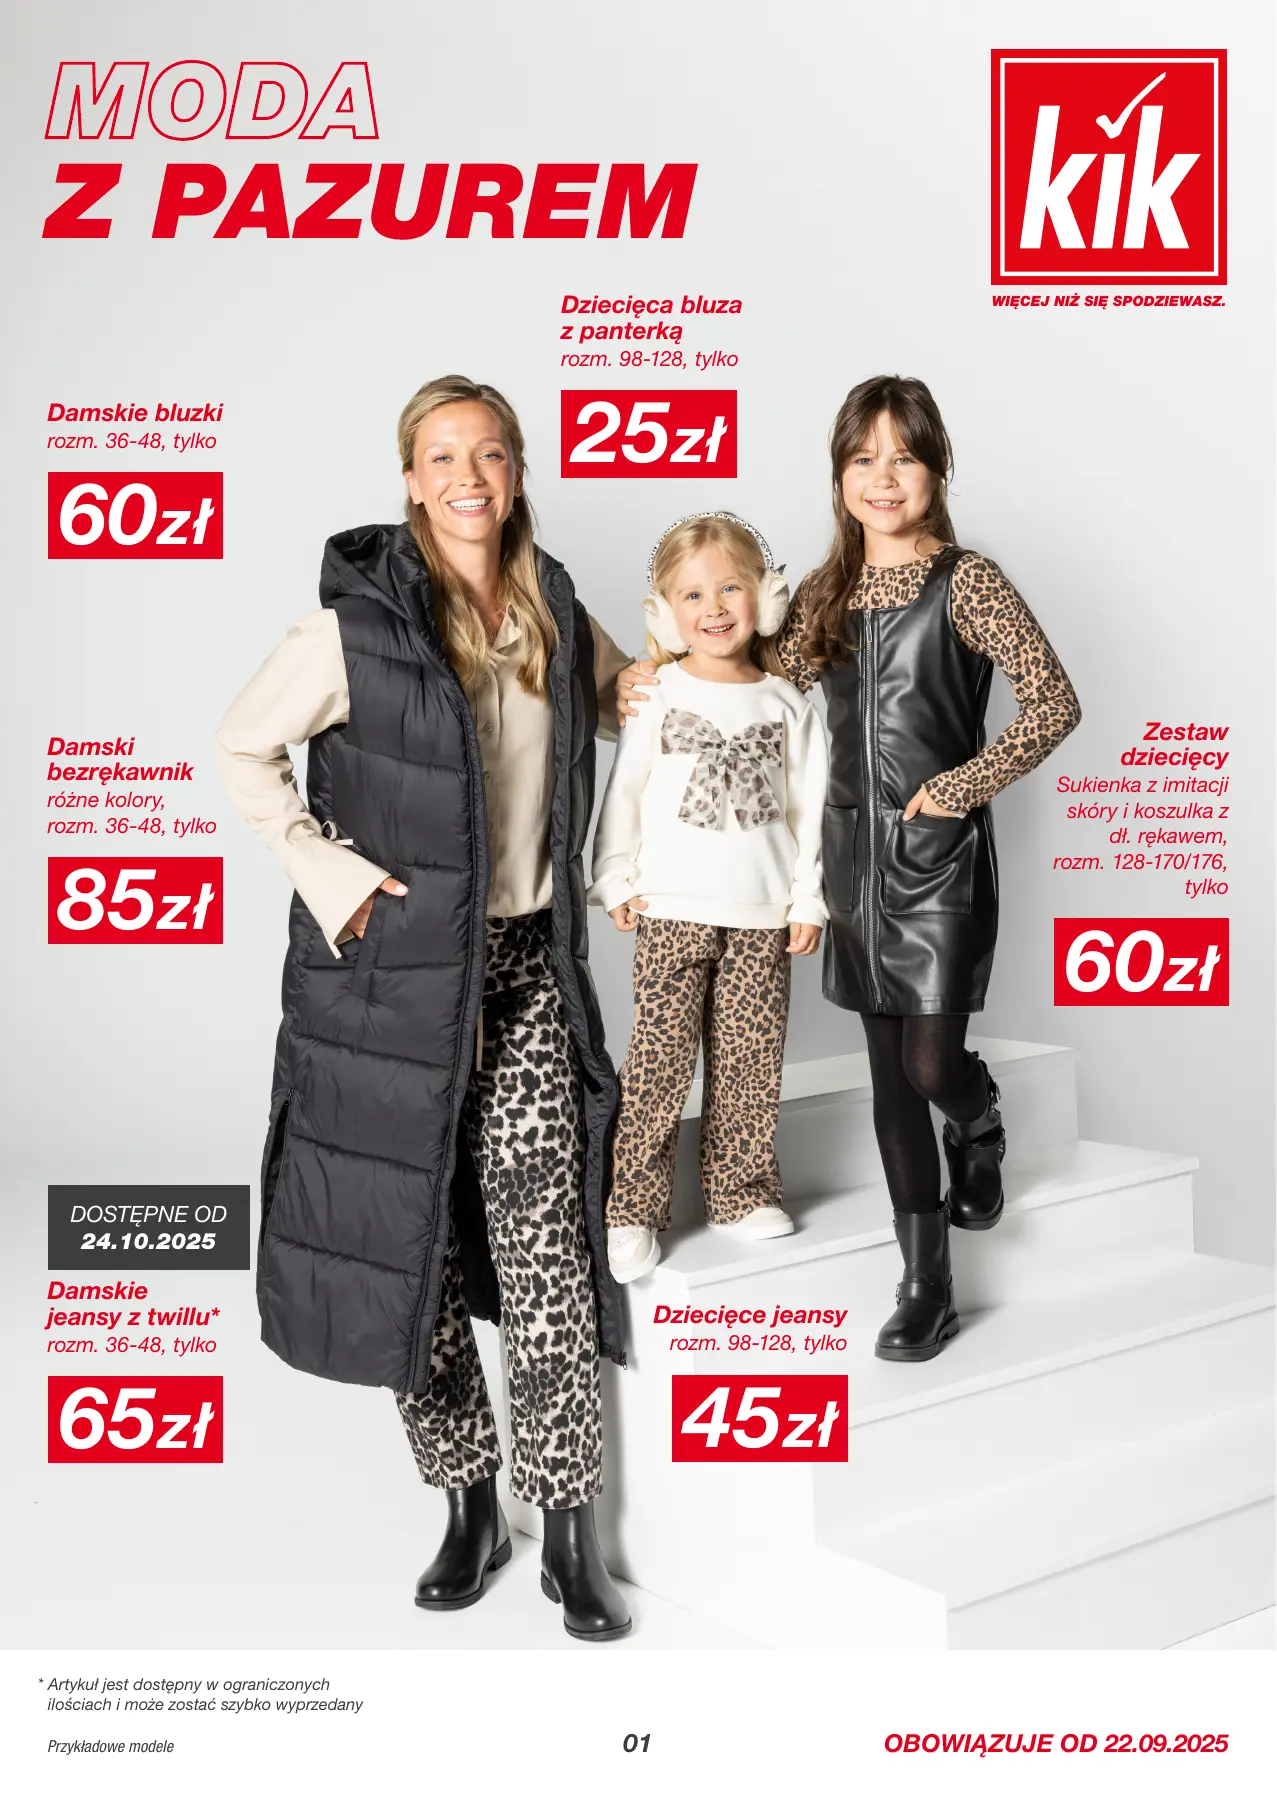 MODA
Z PAZUREM
kik
WIĘCEJ NIŻ SIĘ SPODZIEWASZ.
Dziecięca bluza
z panterką
rozm. 98-128, tylko
25zł
Damskie bluzki
rozm. 36-48, tylko
60zł
Damski
bezrękawnik
różne kolory,
rozm. 36-48, tylko
85zł
Zestaw
dziecięcy
Sukienka z imitacji
skóry i koszulka z
dł. rękawem,
rozm. 128-170/176,
tylko
60zł
DOSTĘPNE OD
24.10.2025
Damskie
jeansy z twillu*
rozm. 36-48, tylko
65zł
Dziecięce jeansy
rozm. 98-128, tylko
45zł
* Artykuł jest dostępny w ograniczonych
ilościach i może zostać szybko wyprzedany
Przykładowe modele
01
OBOWIĄZUJE OD 22.09.2025